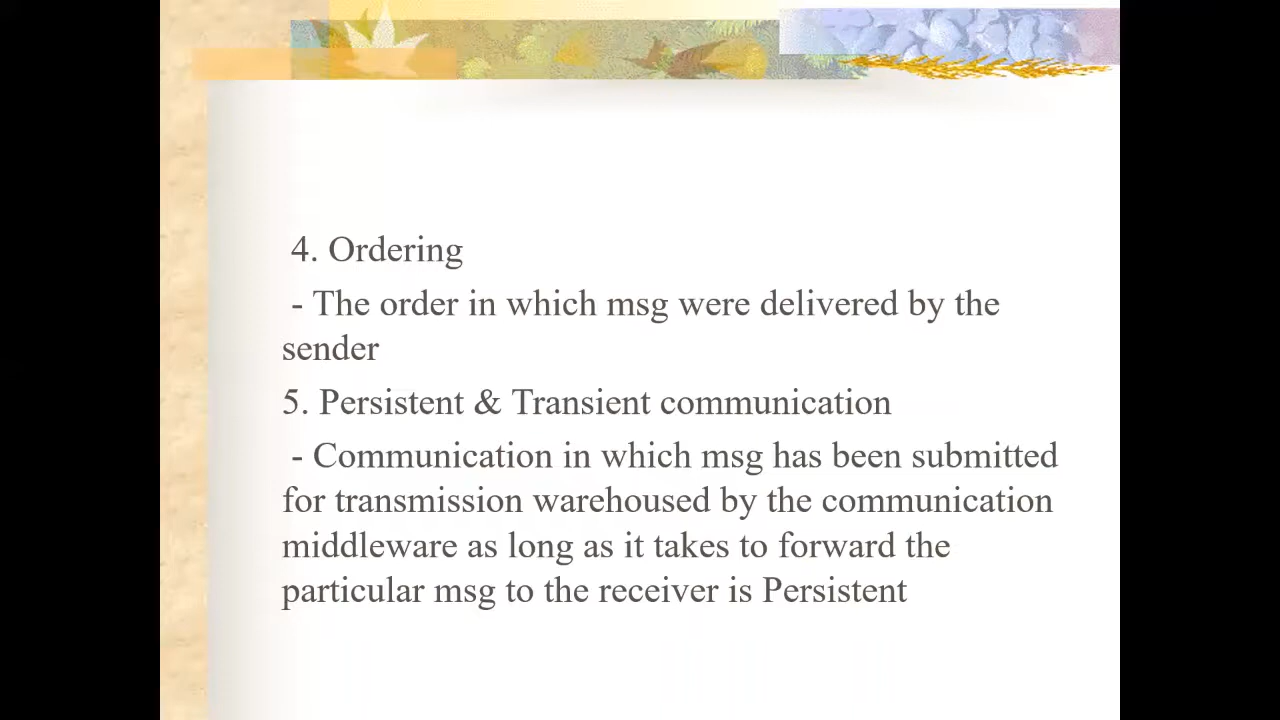 4. Ordering
- The order in which msg were delivered by the
sender
5. Persistent & Transient communication
- Communication in which msg has been submitted
for transmission warehoused by the communication
middleware as long as it takes to forward the
particular msg to the receiver is Persistent